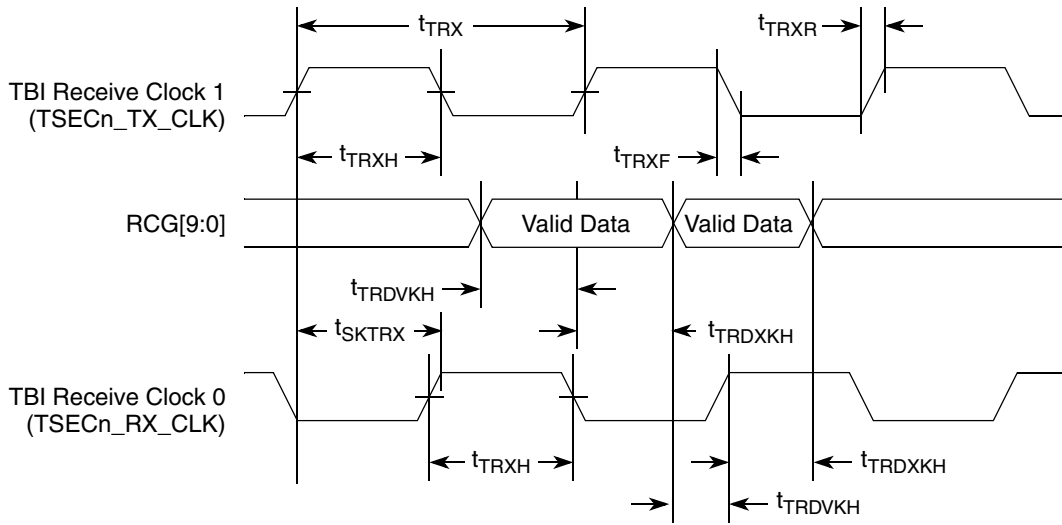 tTRX
tTRXR
TBI Receive Clock 1
(TSECn_TX_CLK)
tTRXH
tTRXF
RCG[9:0]
Valid Data
Valid Data
tTRDVKH
tSKTRX
tTRDXKH
TBI Receive Clock 0
(TSECn_RX_CLK)
tTRXH
tTRDXKH
tTRDVKH